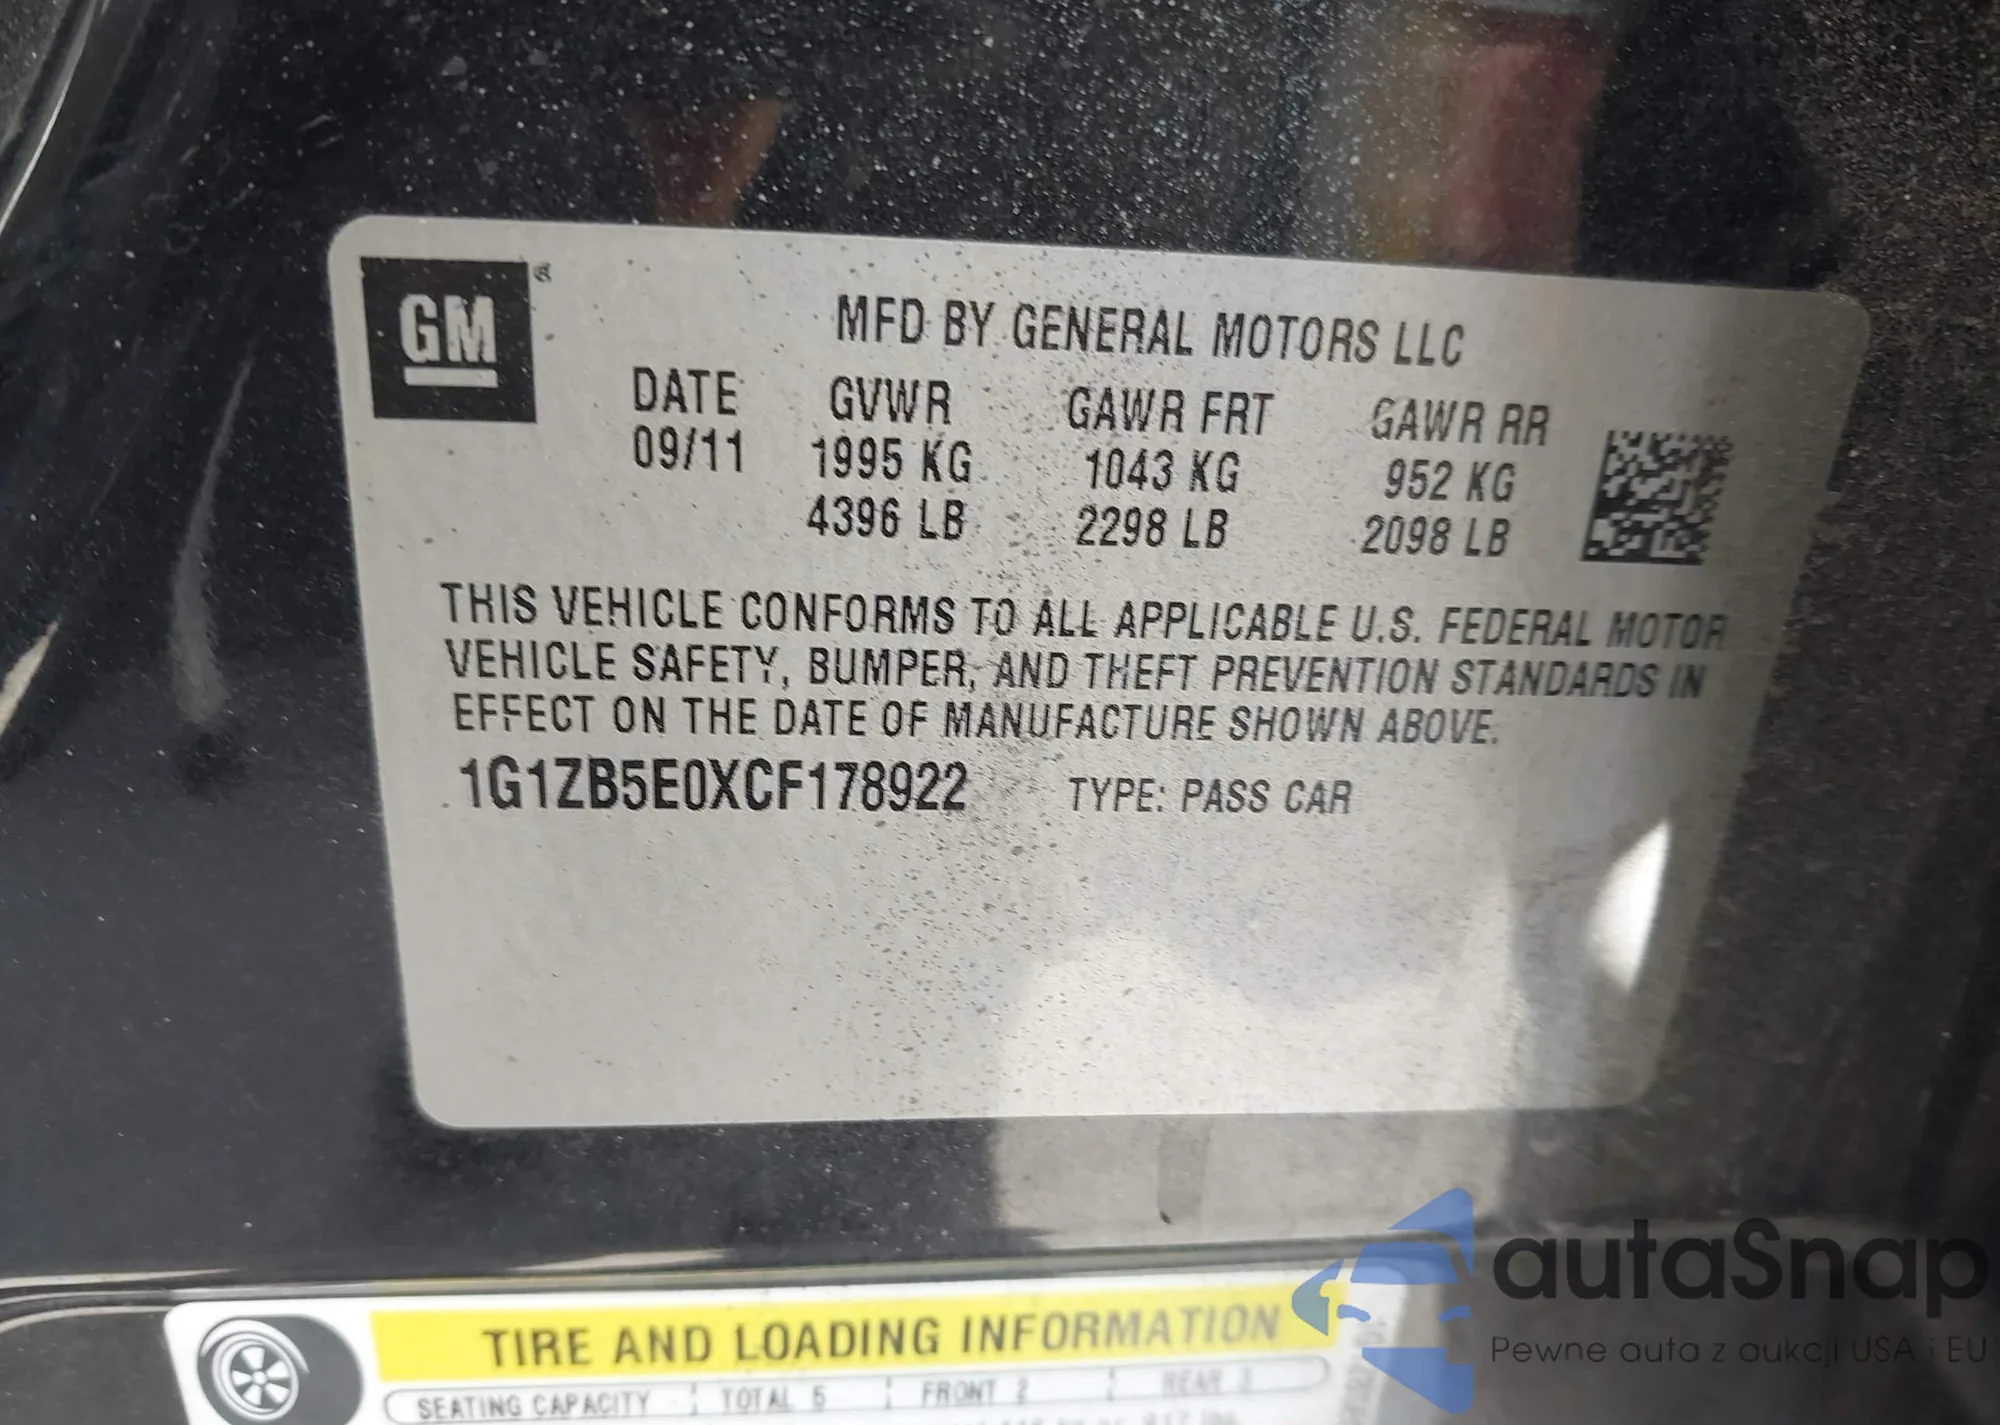 GM
MFD BY GENERAL MOTORS LLC
DATE GVWR GAWR FRT GAWR RR
09/11 1995 KG 1043 KG 952 KG
4396 LB 2298 LB 2098 LB
THIS VEHICLE CONFORMS TO ALL APPLICABLE U.S. FEDERAL MOTOR
VEHICLE SAFETY, BUMPER, AND THEFT PREVENTION STANDARDS IN
EFFECT ON THE DATE OF MANUFACTURE SHOWN ABOVE.
1G1ZB5E0XCF178922 TYPE: PASS CAR
autaSnap
Pewne auta z aukcji USA i EU
TIRE AND LOADING INFORMATION
SEATING CAPACITY TOTAL 5 FRONT 2 REAR 3